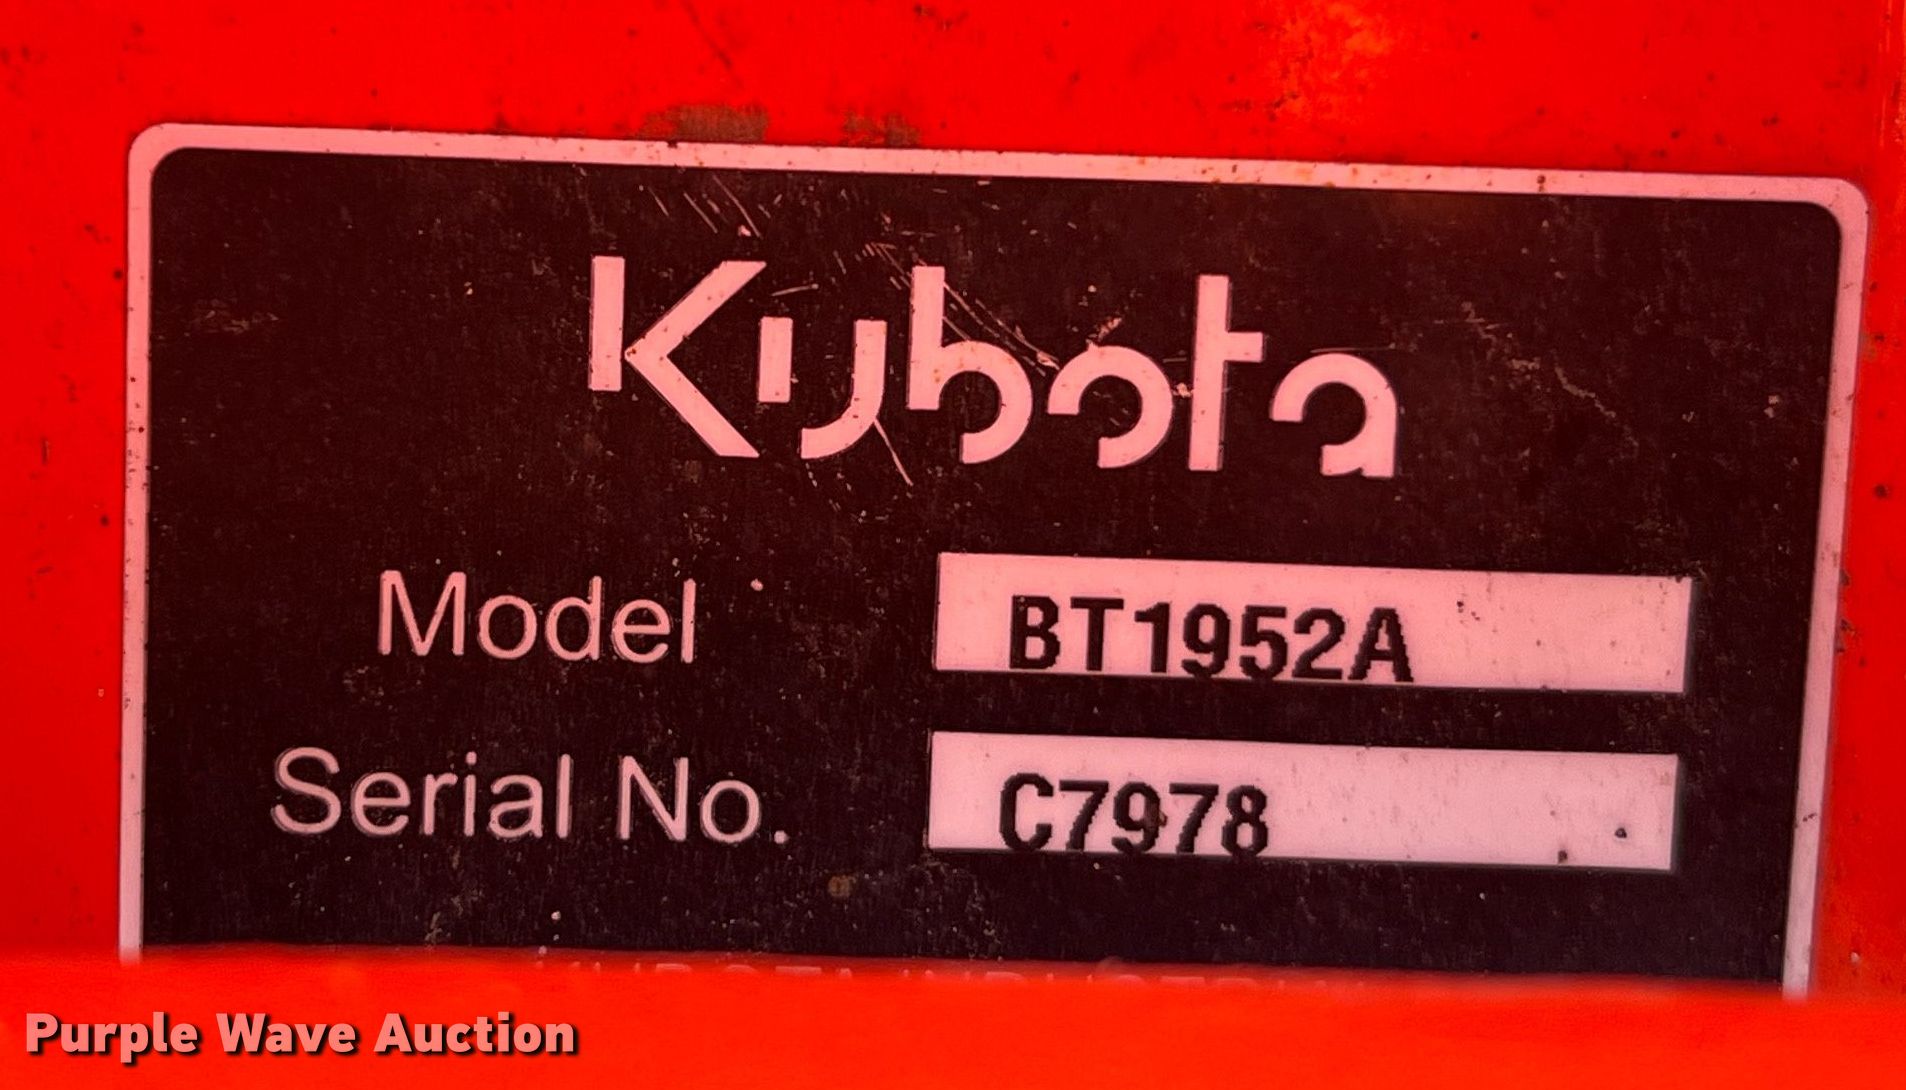 Kubota
Model BT1952A
Serial No. C7978
Purple Wave Auction